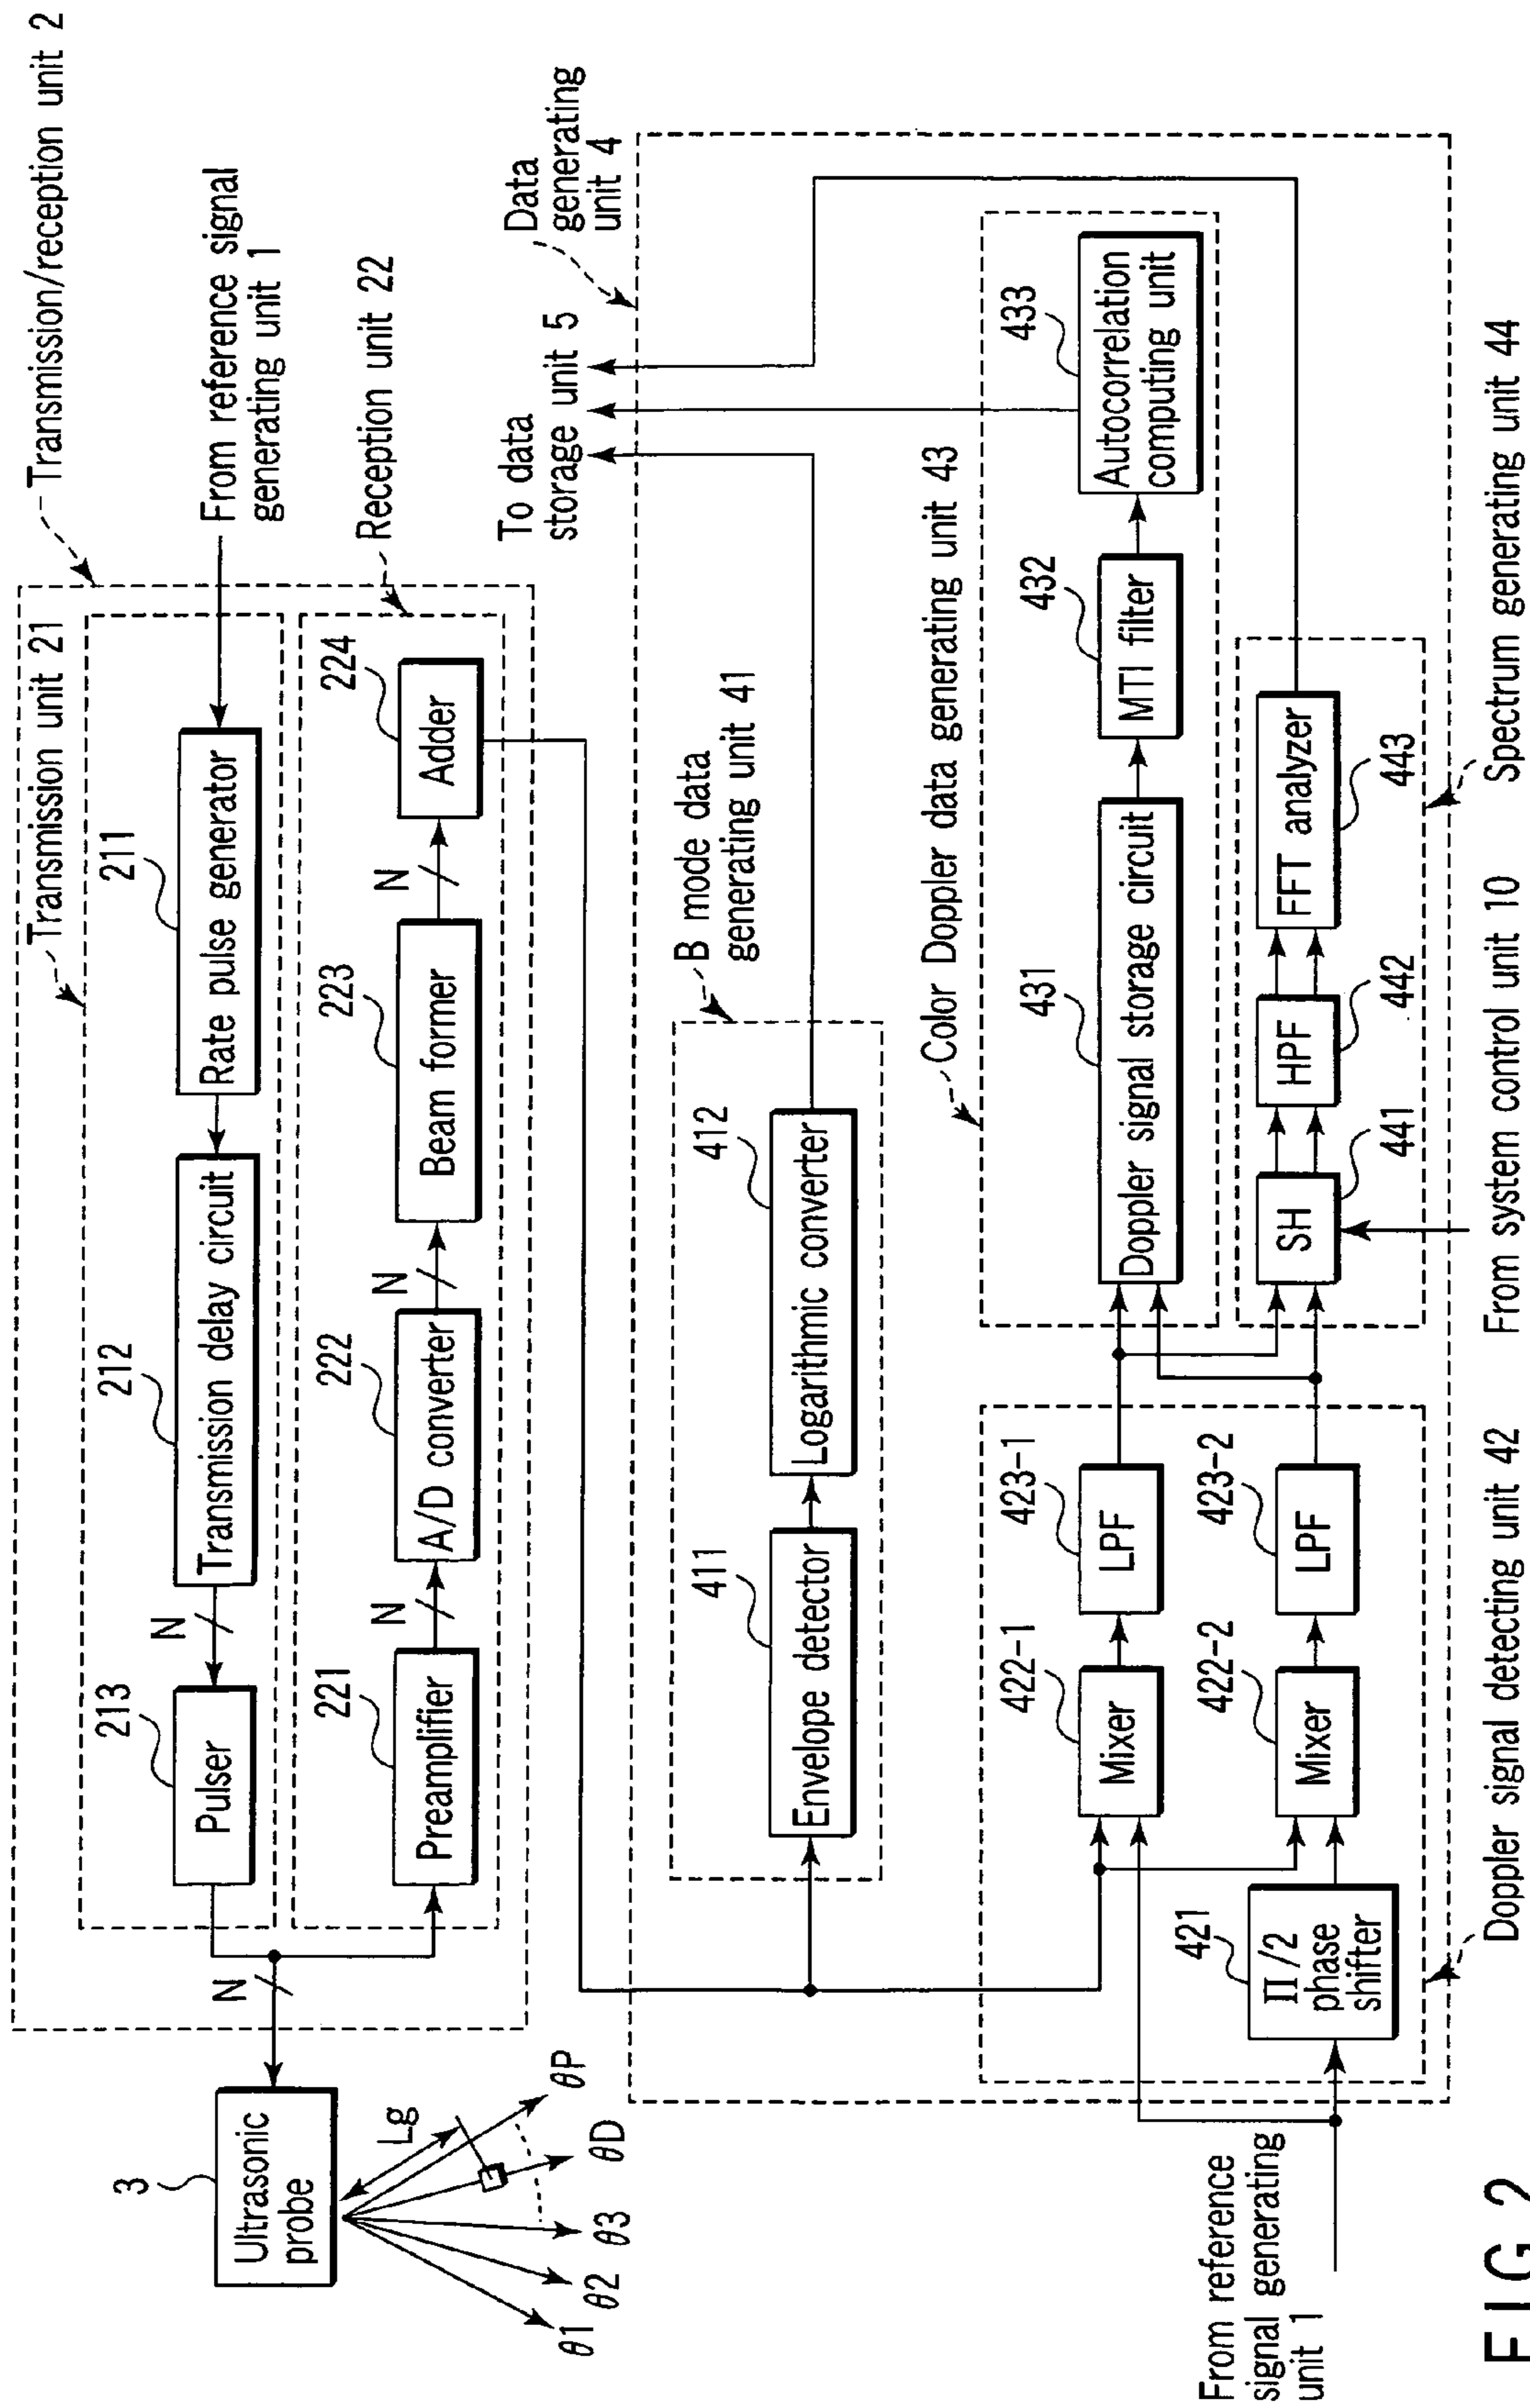 Transmission/reception unit 2
Transmission unit 21
From reference signal
generating unit 1
213
Pulser
N
212
Transmission delay circuit
211
Rate pulse generator
Reception unit 22
221
Preamplifier
N
222
A/D converter
N
223
Beam former
N
224
Adder
N
3
Ultrasonic
probe
Lg
θ1
θ2
θ3
θD
θP
To data
storage unit 5
Data
generating
unit 4
B mode data
generating unit 41
411
Envelope detector
412
Logarithmic converter
Color Doppler data generating unit 43
431
Doppler signal storage circuit
432
MTI filter
433
Autocorrelation
computing unit
422-1
Mixer
423-1
LPF
422-2
Mixer
423-2
LPF
421
Π/2
phase
shifter
SH
441
HPF
442
FFT analyzer
443
From reference
signal generating
unit 1
Doppler signal detecting unit 42
From system control unit 10
Spectrum generating unit 44
FIG. 2